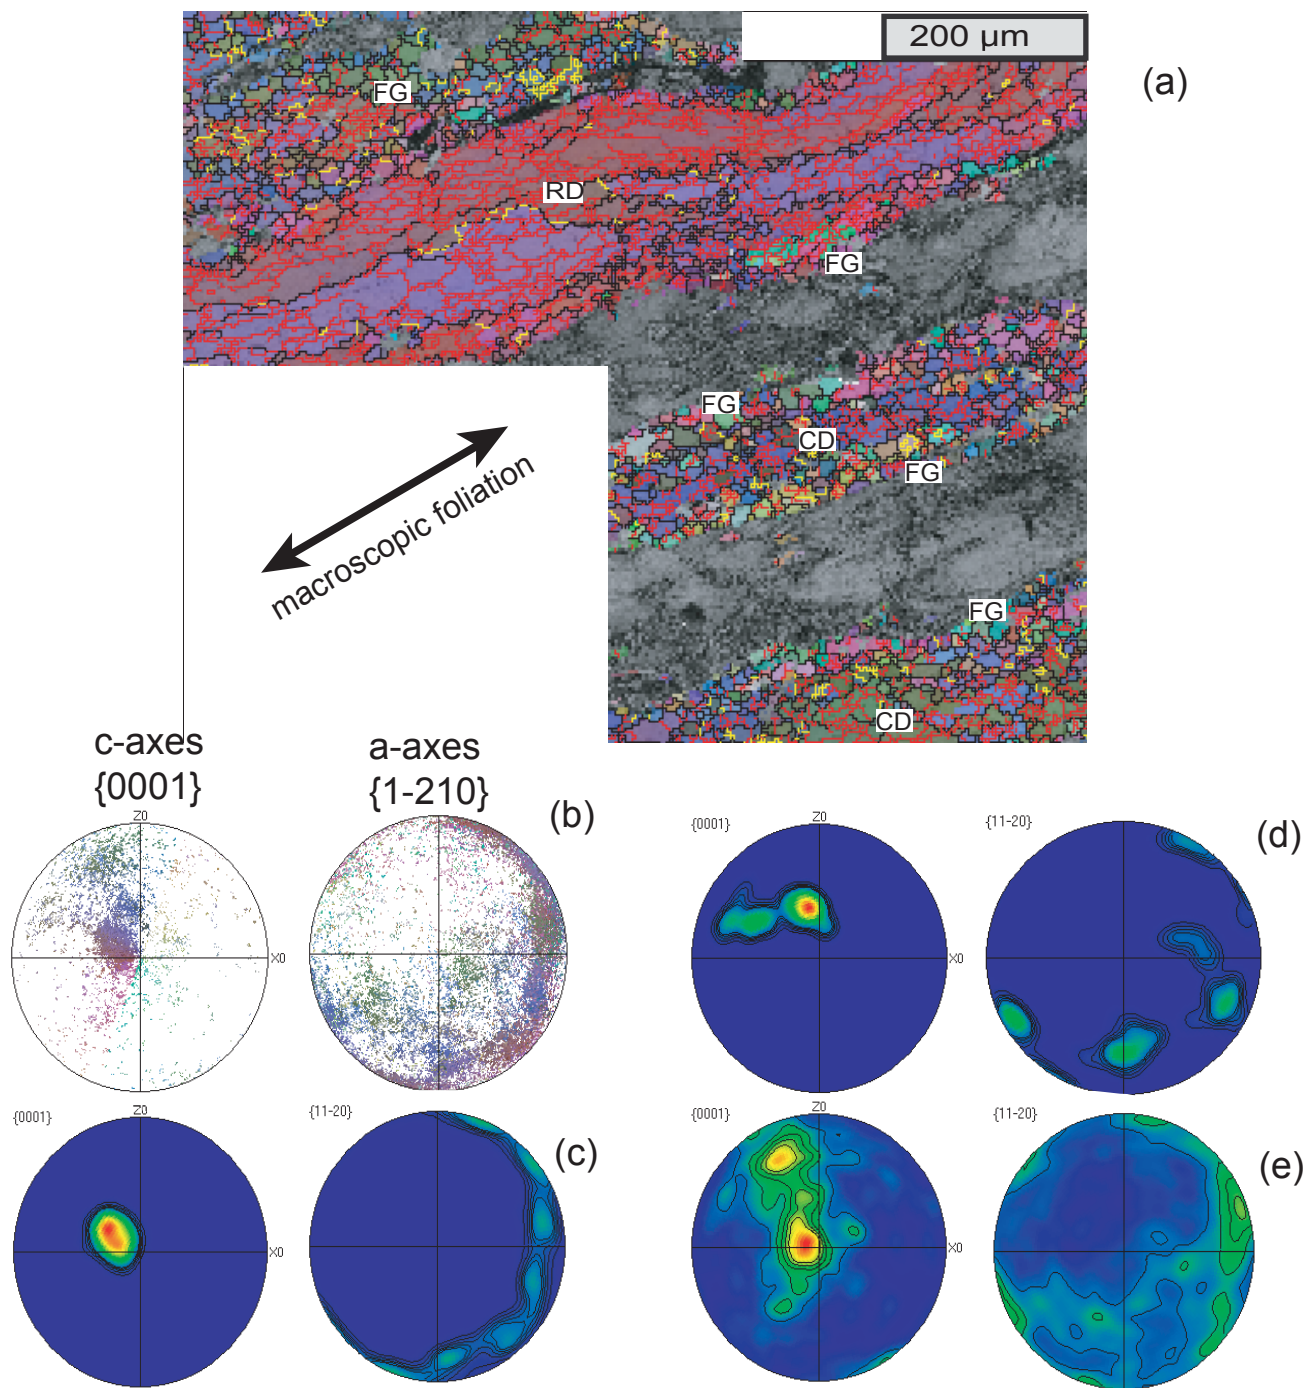 200 µm
(a)
FG
RD
FG
FG
CD
FG
FG
CD
macroscopic foliation
c-axes
{0001}
a-axes
{1-210}
(b)
Z0
X0
{0001}
Z0
X0
{11-20}
(d)
{0001}
Z0
X0
{11-20}
(c)
{0001}
Z0
X0
{11-20}
(e)